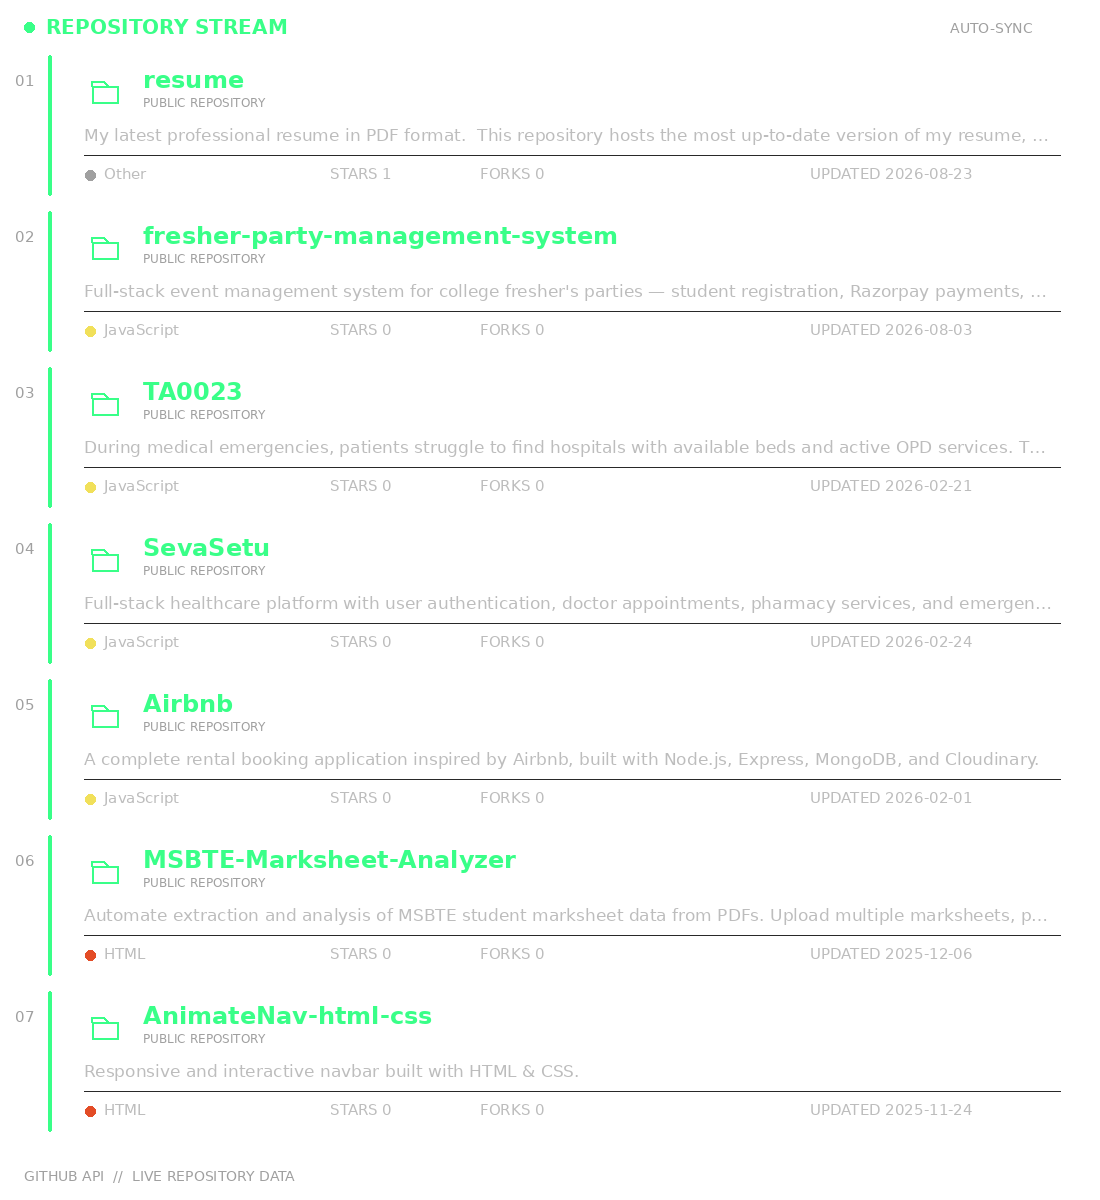 REPOSITORY STREAM
AUTO-SYNC
01
resume
PUBLIC REPOSITORY
My latest professional resume in PDF format.  This repository hosts the most up-to-date version of my resume, ...
Other STARS 1 FORKS 0 UPDATED 2026-08-23
02
fresher-party-management-system
PUBLIC REPOSITORY
Full-stack event management system for college fresher's parties — student registration, Razorpay payments, ...
JavaScript STARS 0 FORKS 0 UPDATED 2026-08-03
03
TA0023
PUBLIC REPOSITORY
During medical emergencies, patients struggle to find hospitals with available beds and active OPD services. T...
JavaScript STARS 0 FORKS 0 UPDATED 2026-02-21
04
SevaSetu
PUBLIC REPOSITORY
Full-stack healthcare platform with user authentication, doctor appointments, pharmacy services, and emergen...
JavaScript STARS 0 FORKS 0 UPDATED 2026-02-24
05
Airbnb
PUBLIC REPOSITORY
A complete rental booking application inspired by Airbnb, built with Node.js, Express, MongoDB, and Cloudinary.
JavaScript STARS 0 FORKS 0 UPDATED 2026-02-01
06
MSBTE-Marksheet-Analyzer
PUBLIC REPOSITORY
Automate extraction and analysis of MSBTE student marksheet data from PDFs. Upload multiple marksheets, p...
HTML STARS 0 FORKS 0 UPDATED 2025-12-06
07
AnimateNav-html-css
PUBLIC REPOSITORY
Responsive and interactive navbar built with HTML & CSS.
HTML STARS 0 FORKS 0 UPDATED 2025-11-24
GITHUB API  //  LIVE REPOSITORY DATA